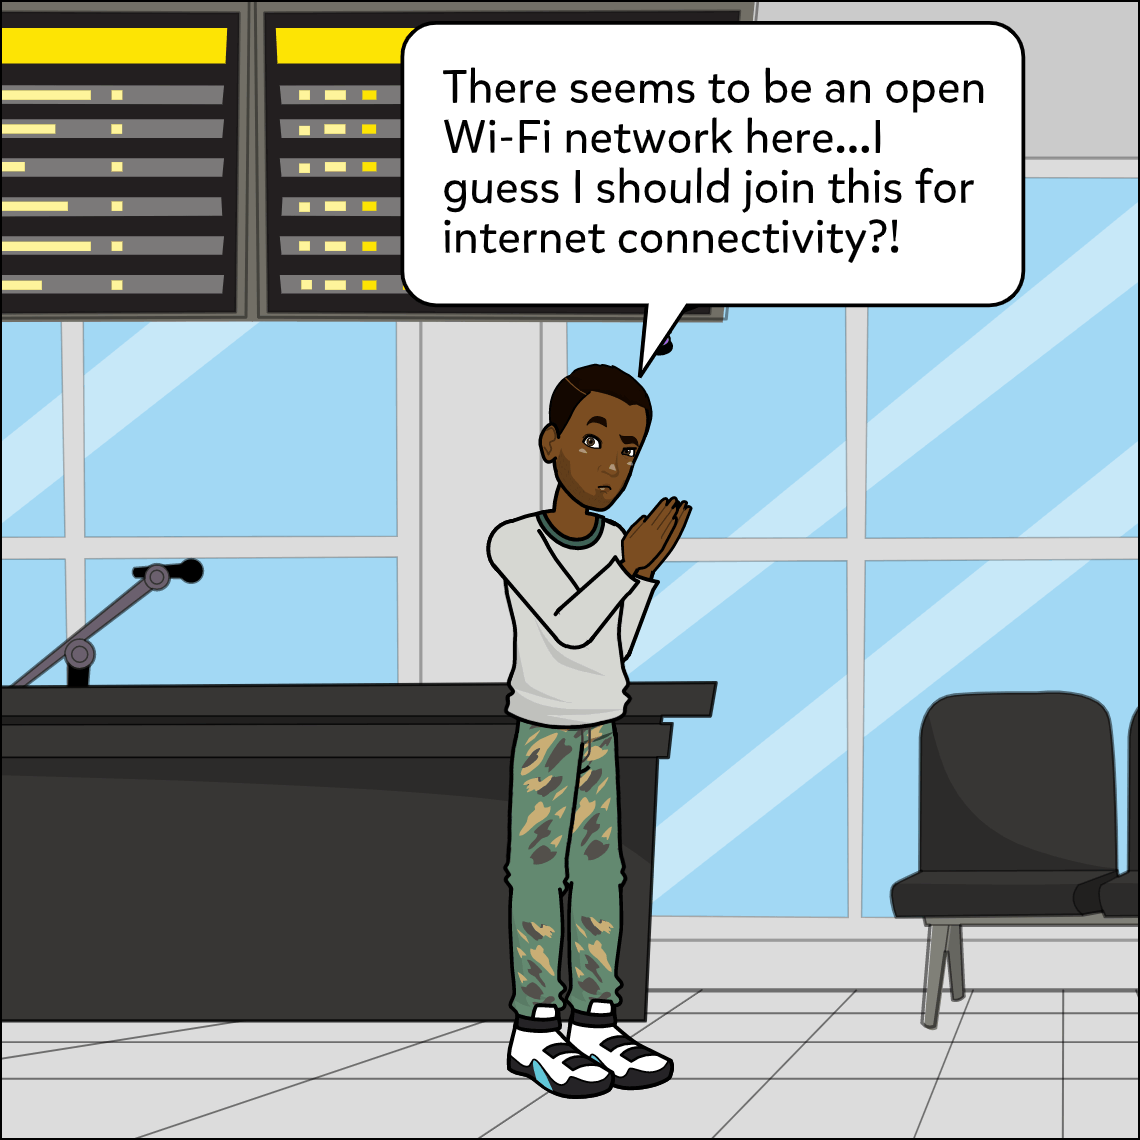 There seems to be an open
Wi-Fi network here...I
guess I should join this for
internet connectivity?!